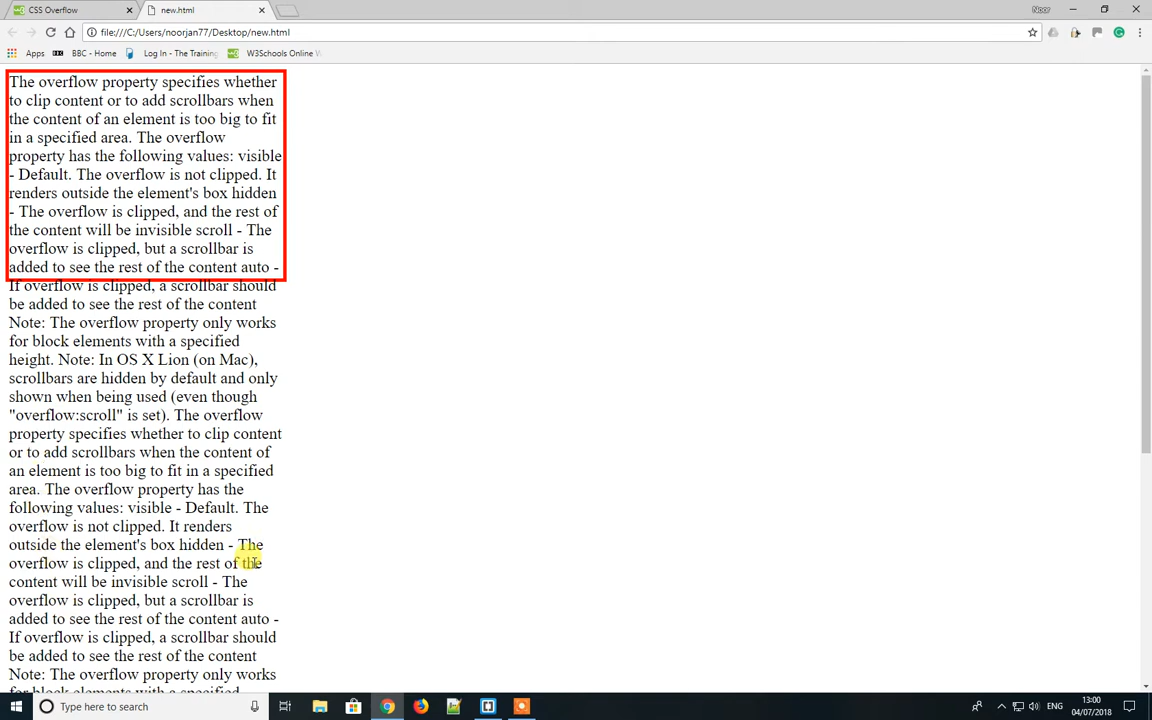 CSS Overflow
new.html
Noor
file:///C:/Users/noorjan77/Desktop/new.html
Apps
BBC
BBC - Home
Log In - The Training
W3Schools Online
The overflow property specifies whether
to clip content or to add scrollbars when
the content of an element is too big to fit
in a specified area. The overflow
property has the following values: visible
- Default. The overflow is not clipped. It
renders outside the element's box hidden
- The overflow is clipped, and the rest of
the content will be invisible scroll - The
overflow is clipped, but a scrollbar is
added to see the rest of the content auto -
If overflow is clipped, a scrollbar should
be added to see the rest of the content
Note: The overflow property only works
for block elements with a specified
height. Note: In OS X Lion (on Mac),
scrollbars are hidden by default and only
shown when being used (even though
"overflow:scroll" is set). The overflow
property specifies whether to clip content
or to add scrollbars when the content of
an element is too big to fit in a specified
area. The overflow property has the
following values: visible - Default. The
overflow is not clipped. It renders
outside the element's box hidden - The
overflow is clipped, and the rest of the
content will be invisible scroll - The
overflow is clipped, but a scrollbar is
added to see the rest of the content auto -
If overflow is clipped, a scrollbar should
be added to see the rest of the content
Note: The overflow property only works
for block elements with a specified
Type here to search
ENG
13:00
04/07/2018